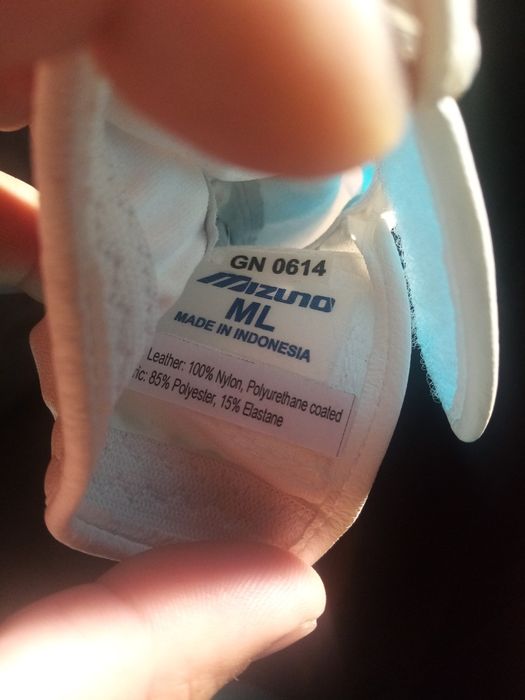 GN 0614
MIZUNO
ML
MADE IN INDONESIA
Leather: 100% Nylon, Polyurethane coated
ric: 85% Polyester, 15% Elastane